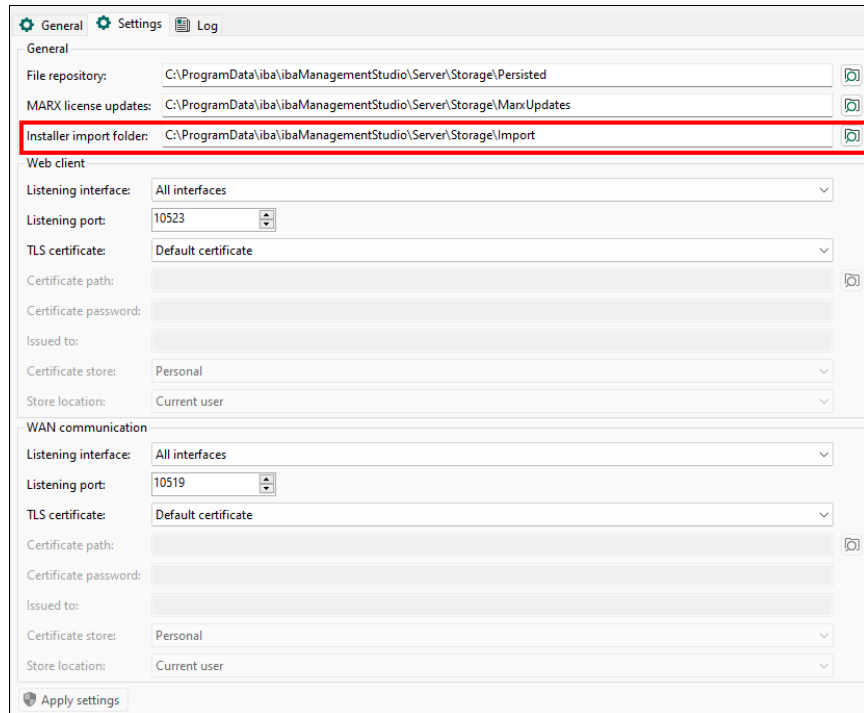 General Settings Log
General
File repository: C:\ProgramData\iba\ibaManagementStudio\Server\Storage\Persisted
MARX license updates: C:\ProgramData\iba\ibaManagementStudio\Server\Storage\MarxUpdates
Installer import folder: C:\ProgramData\iba\ibaManagementStudio\Server\Storage\Import
Web client
Listening interface: All interfaces
Listening port: 10523
TLS certificate: Default certificate
Certificate path:
Certificate password:
Issued to:
Certificate store: Personal
Store location: Current user
WAN communication
Listening interface: All interfaces
Listening port: 10519
TLS certificate: Default certificate
Certificate path:
Certificate password:
Issued to:
Certificate store: Personal
Store location: Current user
Apply settings